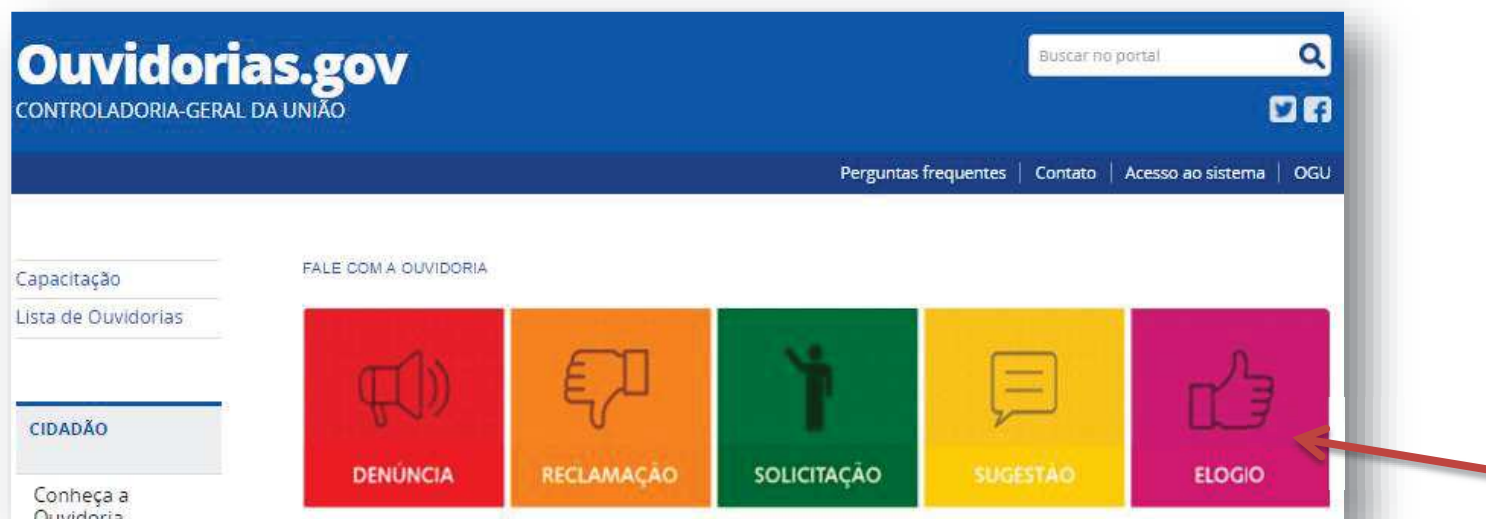 Ouvidorias.gov
Buscar no portal
CONTROLADORIA-GERAL DA UNIÃO
Perguntas frequentes | Contato | Acesso ao sistema | OGU
Capacitação
Lista de Ouvidorias
FALE COM A OUVIDORIA
DENÚNCIA
RECLAMAÇÃO
SOLICITAÇÃO
SUGESTÃO
ELOGIO
CIDADÃO
Conheça a
Ouvidoria